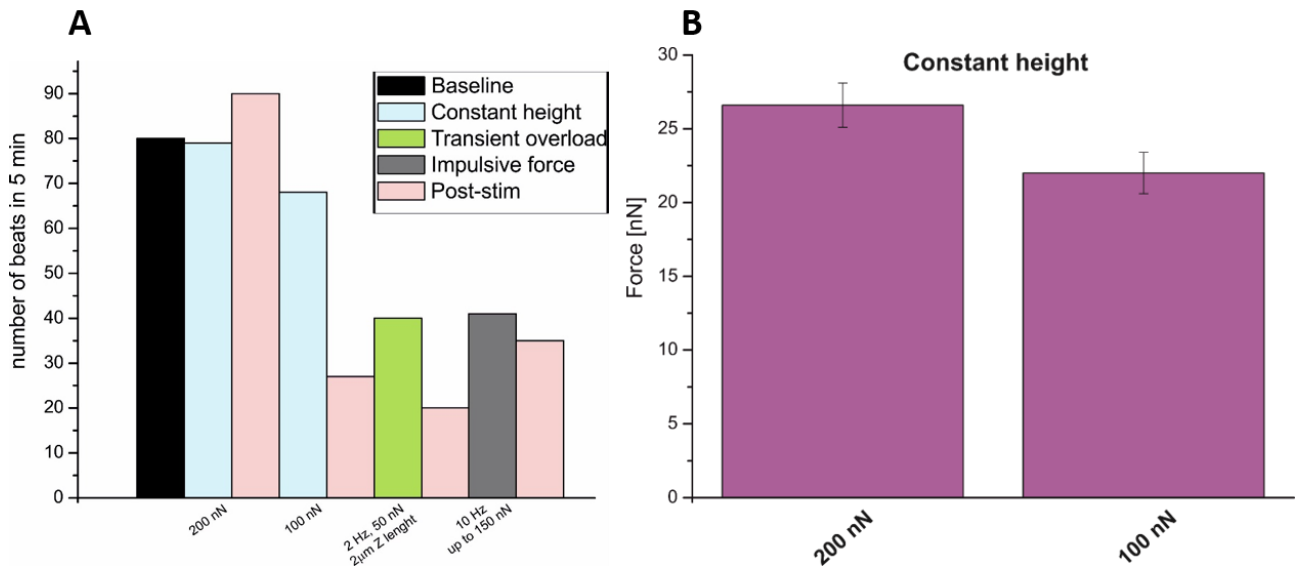 A
number of beats in 5 min
90
80
70
60
50
40
30
20
10
0
Baseline
Constant height
Transient overload
Impulsive force
Post-stim
200 nN
100 nN
2 Hz, 50 nN
2µm Z lenght
10 Hz
up to 150 nN
B
Constant height
Force [nN]
30
25
20
15
10
5
0
200 nN
100 nN